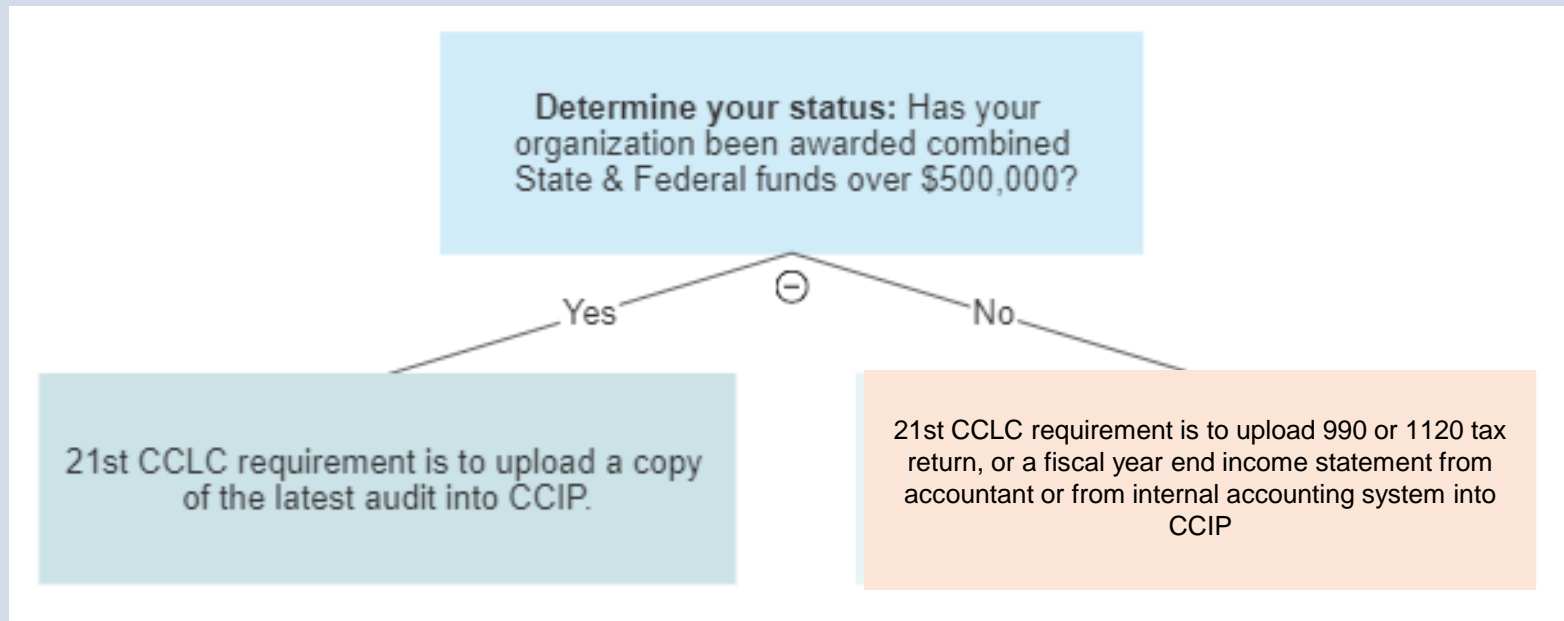 Determine your status: Has your
organization been awarded combined
State & Federal funds over $500,000?
Yes
No
21st CCLC requirement is to upload a copy
of the latest audit into CCIP.
21st CCLC requirement is to upload 990 or 1120 tax
return, or a fiscal year end income statement from
accountant or from internal accounting system into
CCIP